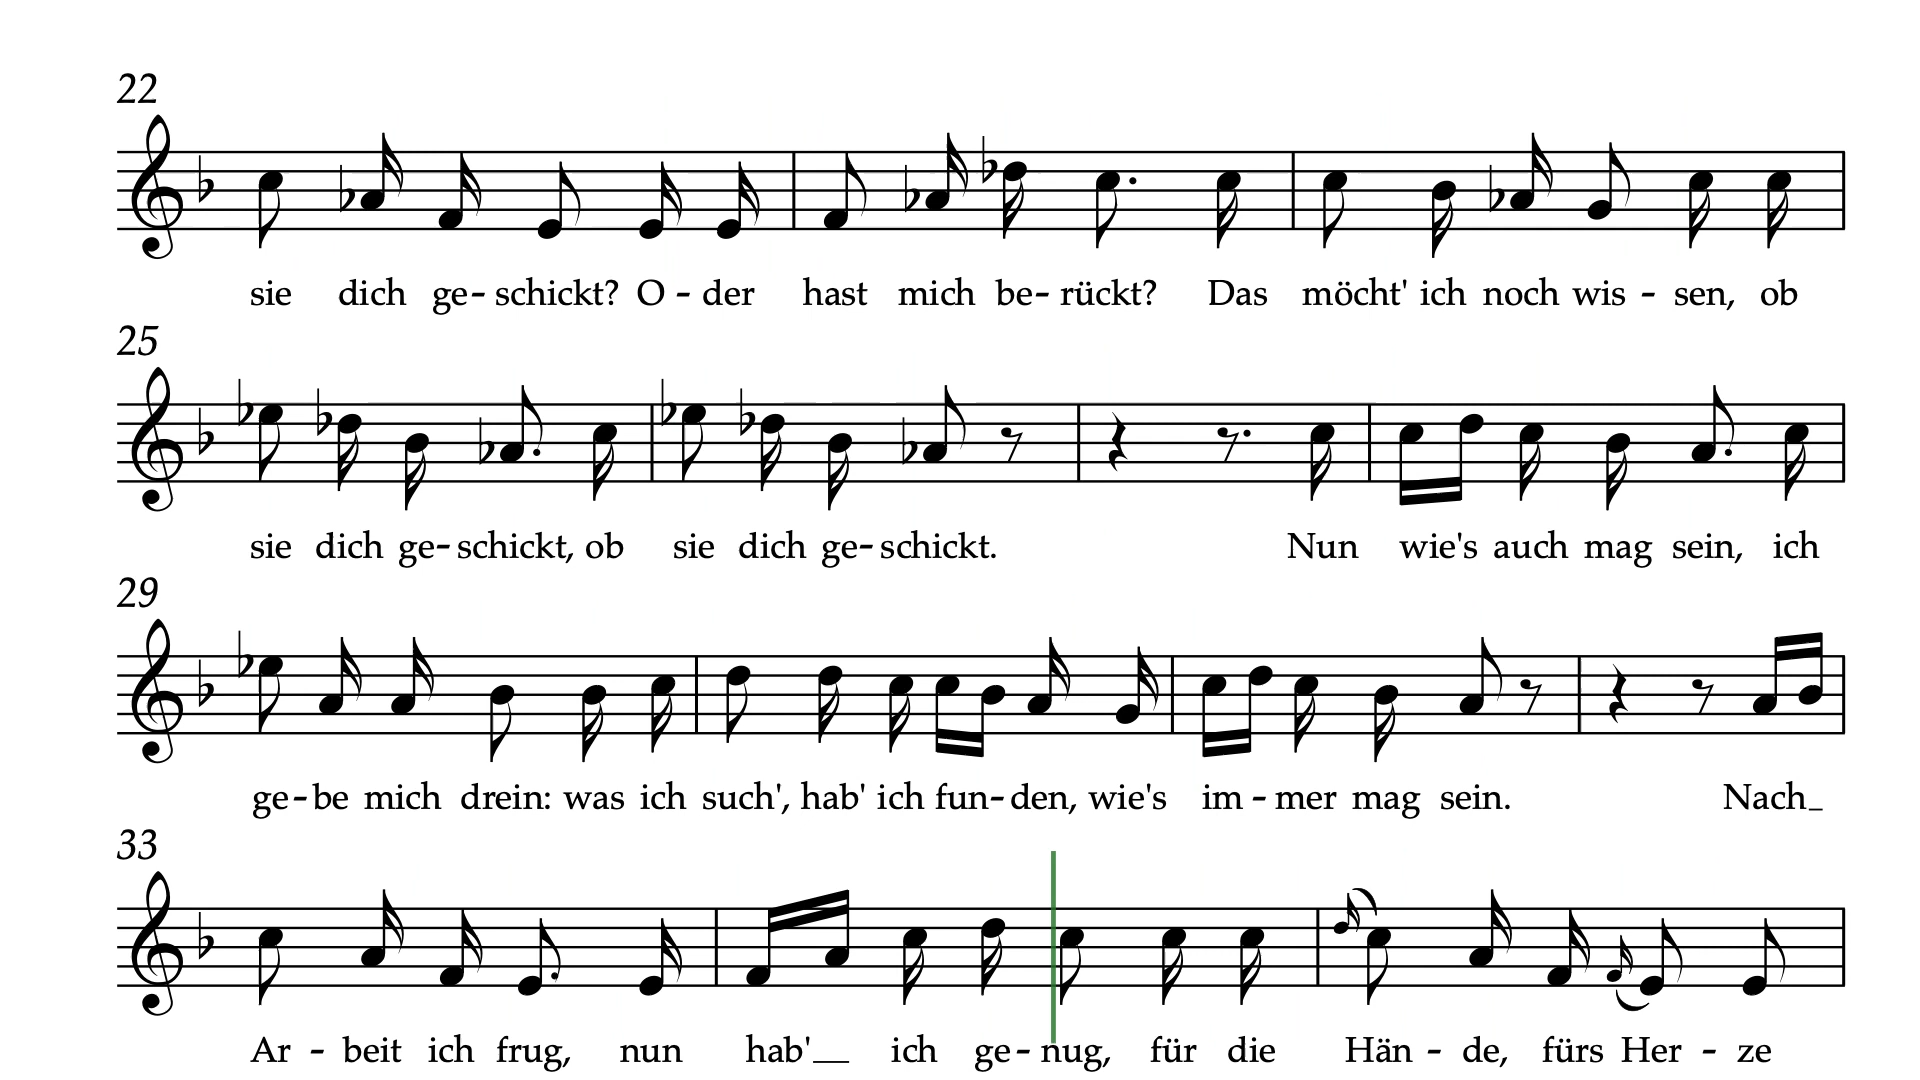 22
sie dich ge-schickt? O-der hast mich be-rückt? Das möcht' ich noch wis-sen, ob
25
sie dich ge-schickt, ob sie dich ge-schickt. Nun wie's auch mag sein, ich
29
ge-be mich drein: was ich such', hab' ich fun-den, wie's im-mer mag sein. Nach_
33
Ar-beit ich frug, nun hab'__ ich ge-nug, für die Hän-de, fürs Her-ze